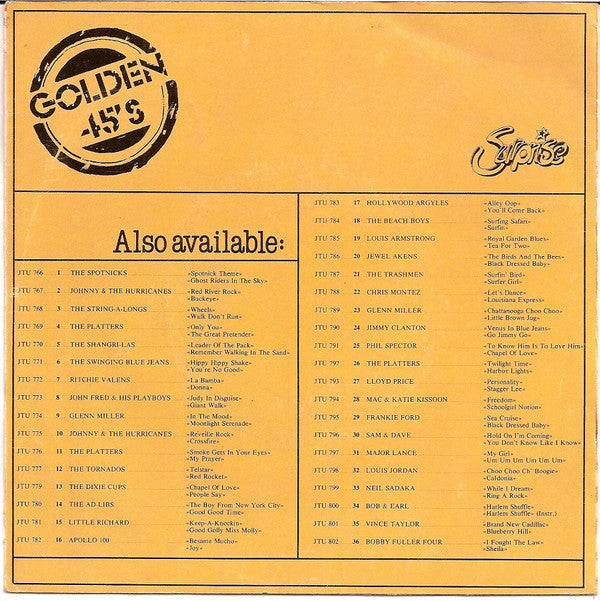 GOLDEN
45'S
Surprise
Also available:
JTU 766 1 THE SPOTNICKS «Spotnick Theme»
«Ghost Riders In The Sky»
JTU 767 2 JOHNNY & THE HURRICANES «Red River Rock»
«Buckeye»
JTU 768 3 THE STRING-A-LONGS «Wheels»
«Walk Don't Run»
JTU 769 4 THE PLATTERS «Only You»
«The Great Pretender»
JTU 770 5 THE SHANGRI-LAS «Leader Of The Pack»
«Remember Walking In The Sand»
JTU 771 6 THE SWINGING BLUE JEANS «Hippy Hippy Shake»
«You're No Good»
JTU 772 7 RITCHIE VALENS «La Bamba»
«Donna»
JTU 773 8 JOHN FRED & HIS PLAYBOYS «Judy In Disguise»
«Giant Walk»
JTU 774 9 GLENN MILLER «In The Mood»
«Moonlight Serenade»
JTU 775 10 JOHNNY & THE HURRICANES «Reveille Rock»
«Crossfire»
JTU 776 11 THE PLATTERS «Smoke Gets In Your Eyes»
«My Prayer»
JTU 777 12 THE TORNADOS «Telstar»
«Red Rocket»
JTU 779 13 THE DIXIE CUPS «Chapel Of Love»
«People Say»
JTU 780 14 THE AD-LIBS «The Boy From New York City»
«Good Good Time»
JTU 781 15 LITTLE RICHARD «Keep-A-Knockin»
«Good Golly Miss Molly»
JTU 782 16 APOLLO 100 «Besame Mucho»
«Joy»
JTU 783 17 HOLLYWOOD ARGYLES «Alley Oop»
«You'll Come Back»
JTU 784 18 THE BEACH BOYS «Surfing Safari»
«Surfin»
JTU 785 19 LOUIS ARMSTRONG «Royal Garden Blues»
«Tea For Two»
JTU 786 20 JEWEL AKENS «The Birds And The Bees»
«Black Dressed Baby»
JTU 787 21 THE TRASHMEN «Surfin' Bird»
«Surfer Girl»
JTU 788 22 CHRIS MONTEZ «Let's Dance»
«Louisiana Express»
JTU 789 23 GLENN MILLER «Chattanooga Choo Choo»
«Little Brown Jug»
JTU 790 24 JIMMY CLANTON «Venus In Blue Jeans»
«Go Jimmy Go»
JTU 791 25 PHIL SPECTOR «To Know Him Is To Love Him»
«Chapel Of Love»
JTU 792 26 THE PLATTERS «Twilight Time»
«Harbor Lights»
JTU 793 27 LLOYD PRICE «Personality»
«Stagger Lee»
JTU 794 28 MAC & KATIE KISSOON «Freedom»
«Schoolgirl Notion»
JTU 795 29 FRANKIE FORD «Sea Cruise»
«Black Dressed Baby»
JTU 796 30 SAM & DAVE «Hold On I'm Coming»
«You Don't Know Like I Know»
JTU 797 31 MAJOR LANCE «My Girl»
«Um Um Um Um Um Um»
JTU 798 32 LOUIS JORDAN «Choo Choo Ch' Boogie»
«Caldonia»
JTU 799 33 NEIL SADAKA «While I Dream»
«Ring A Rock»
JTU 800 34 BOB & EARL «Harlem Shuffle»
«Harlem Shuffle» (Instr.)
JTU 801 35 VINCE TAYLOR «Brand New Cadillac»
«Blueberry Hill»
JTU 802 36 BOBBY FULLER FOUR «I Fought The Law»
«Sheila»